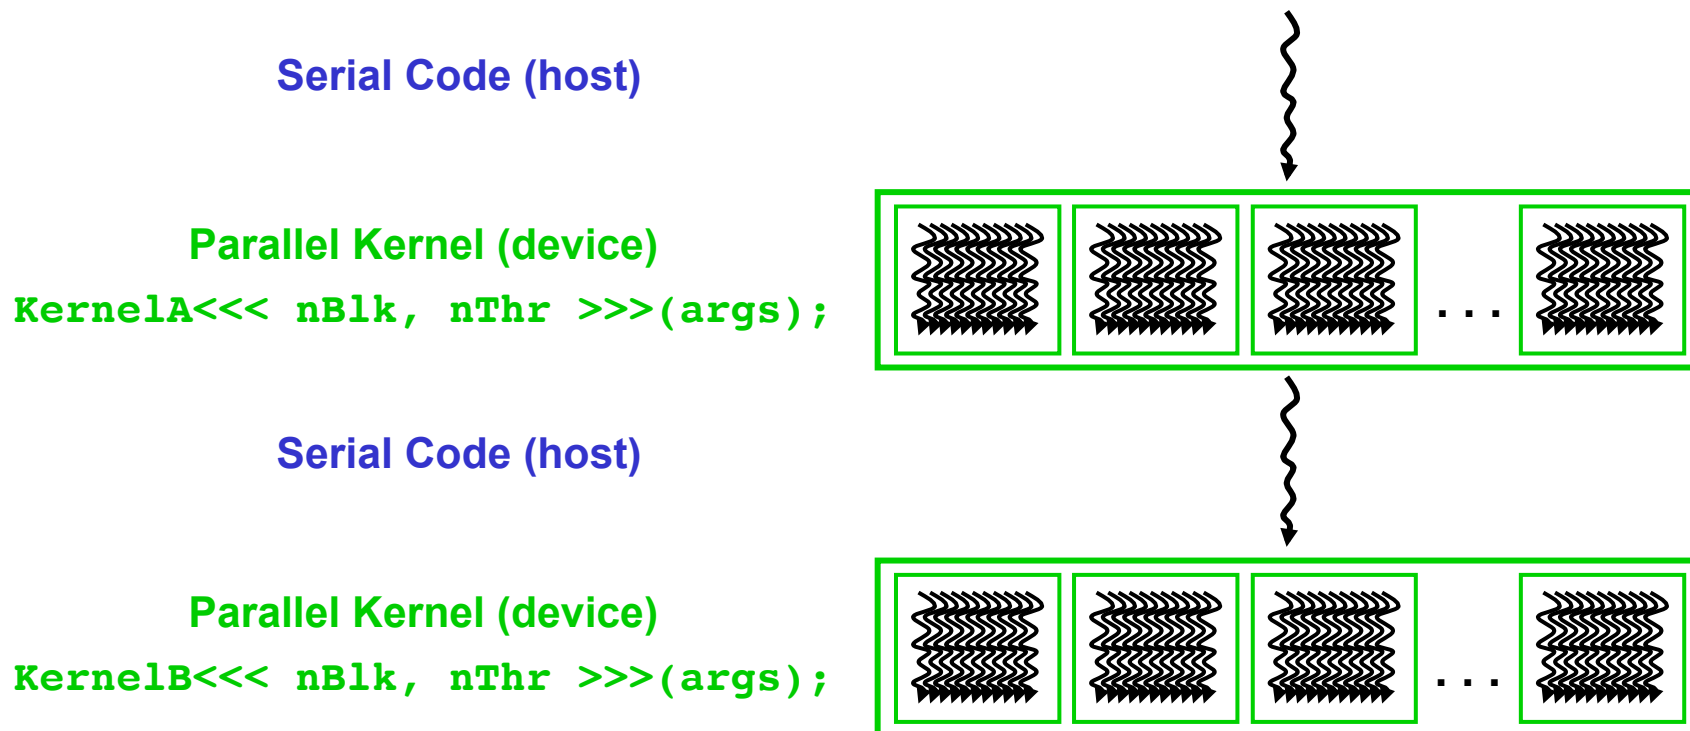 Serial Code (host)
Parallel Kernel (device)
KernelA<<< nBlk, nThr >>>(args);
. . .
Serial Code (host)
Parallel Kernel (device)
KernelB<<< nBlk, nThr >>>(args);
. . .